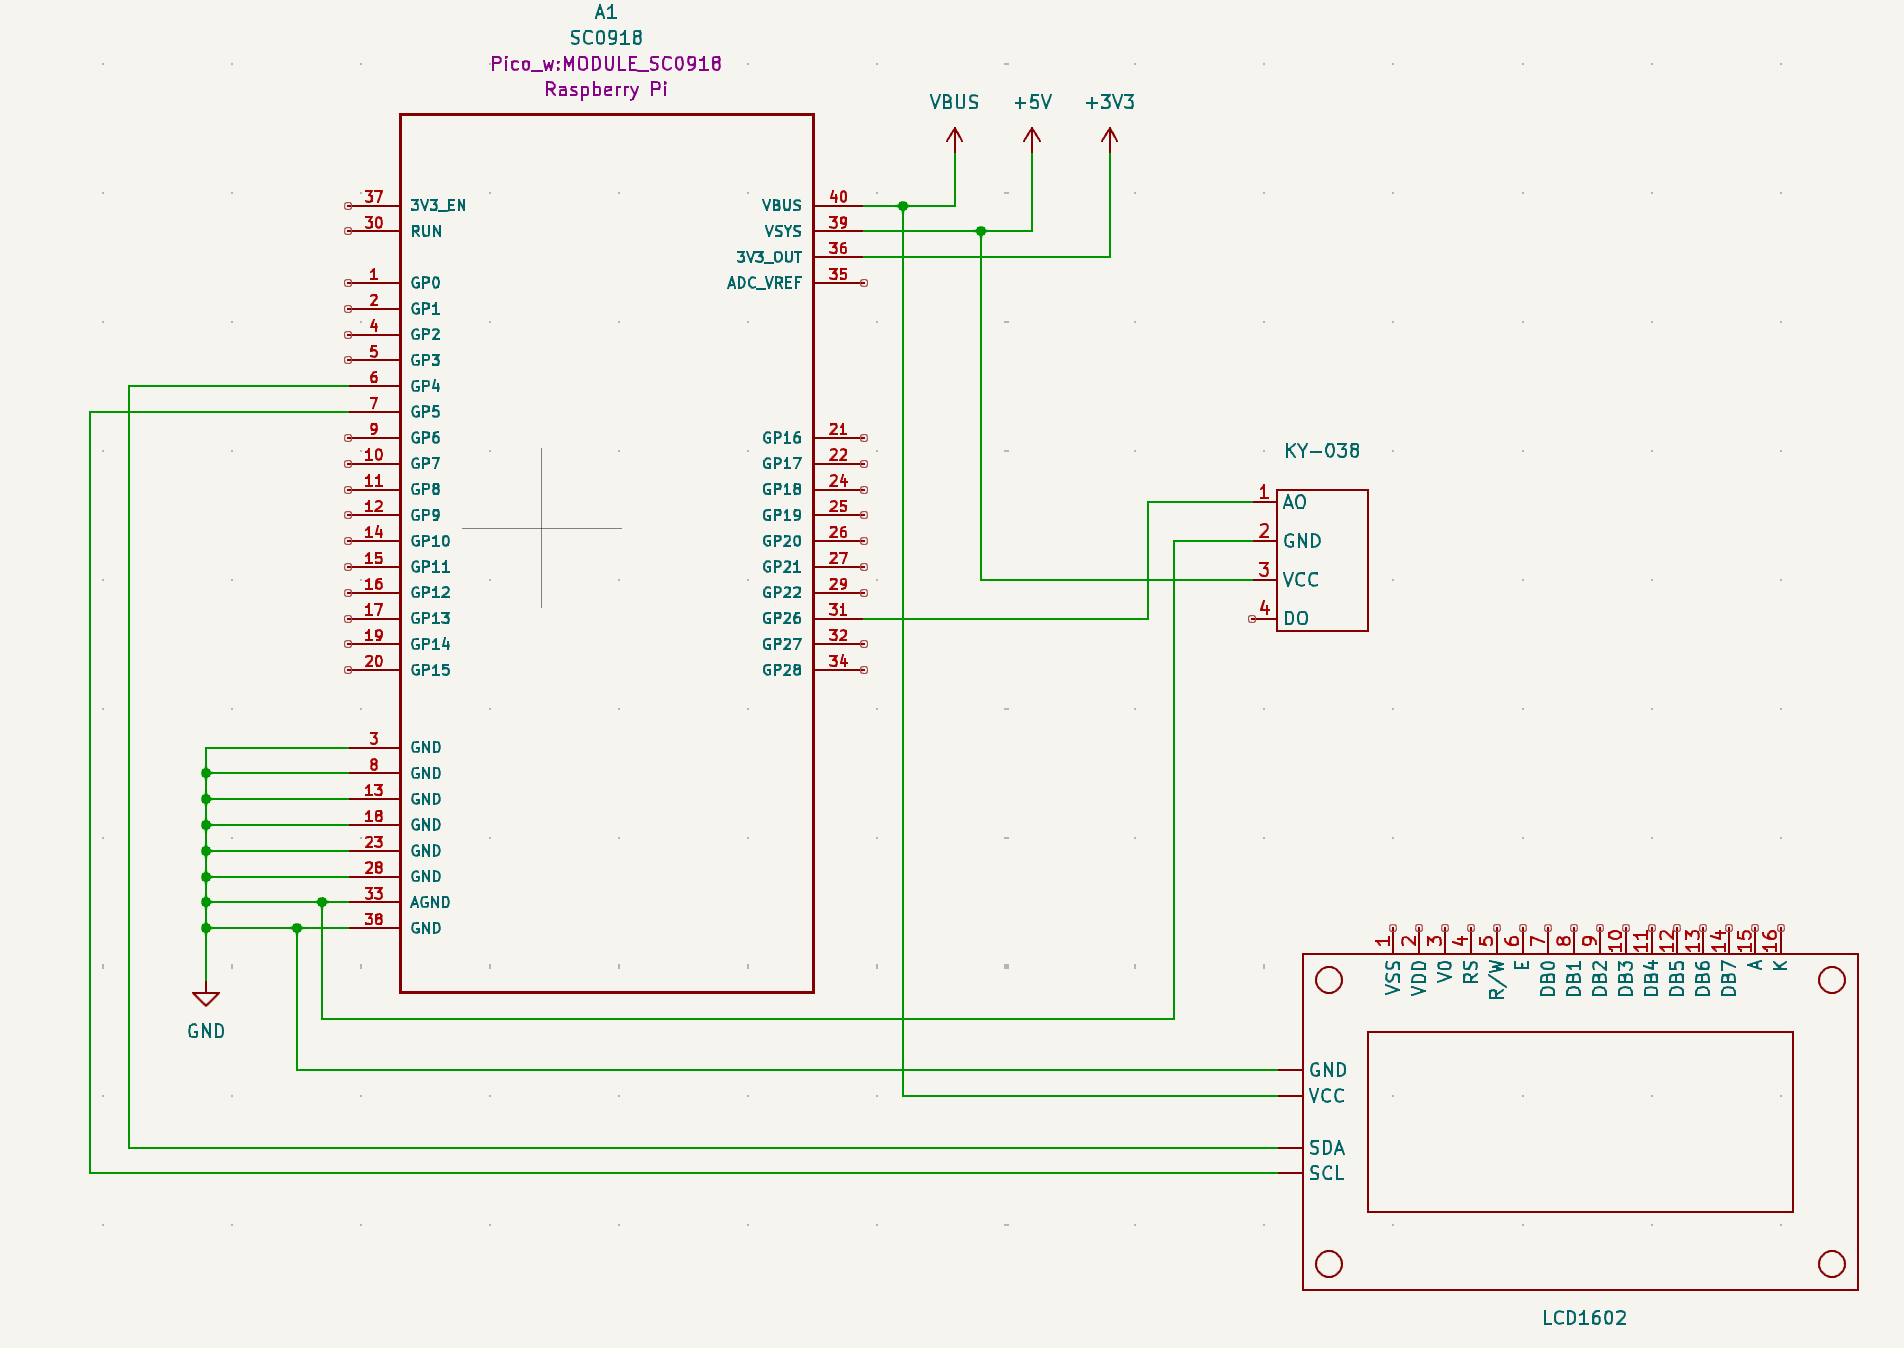 A1
SC0918
Pico_w:MODULE_SC0918
Raspberry Pi
VBUS +5V +3V3
37 3V3_EN VBUS 40
30 RUN VSYS 39
3V3_OUT 36
1 GP0 ADC_VREF 35
2 GP1
4 GP2
5 GP3
6 GP4
7 GP5
9 GP6 GP16 21
10 GP7 GP17 22
11 GP8 GP18 24
12 GP9 GP19 25
14 GP10 GP20 26
15 GP11 GP21 27
16 GP12 GP22 29
17 GP13 GP26 31
19 GP14 GP27 32
20 GP15 GP28 34
3 GND
8 GND
13 GND
18 GND
23 GND
28 GND
33 AGND
38 GND
GND
KY-038
1 AO
2 GND
3 VCC
4 DO
1 2 3 4 5 6 7 8 9 10 11 12 13 14 15 16
VSS VDD V0 RS R/W E DB0 DB1 DB2 DB3 DB4 DB5 DB6 DB7 A K
GND
VCC
SDA
SCL
LCD1602